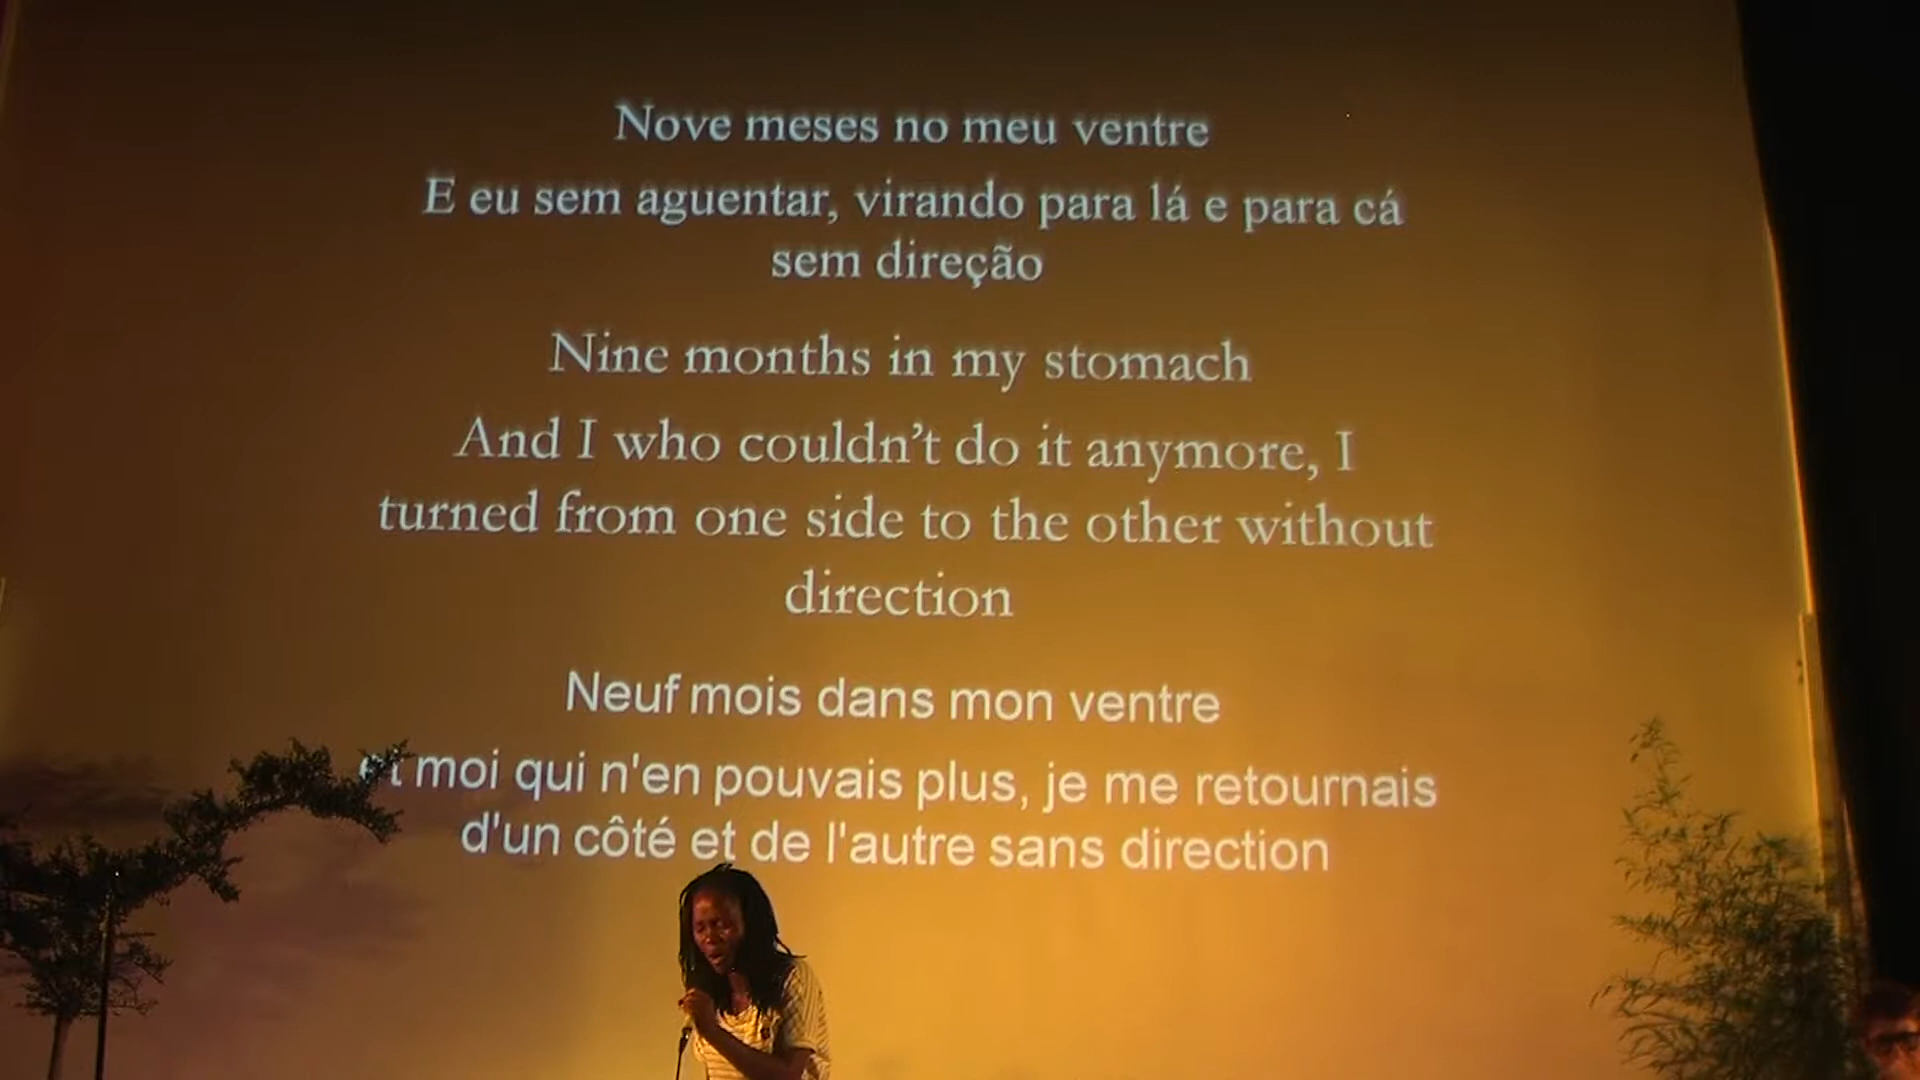 Nove meses no meu ventre
E eu sem aguentar, virando para lá e para cá
sem direção
Nine months in my stomach
And I who couldn't do it anymore, I
turned from one side to the other without
direction
Neuf mois dans mon ventre
et moi qui n'en pouvais plus, je me retournais
d'un côté et de l'autre sans direction